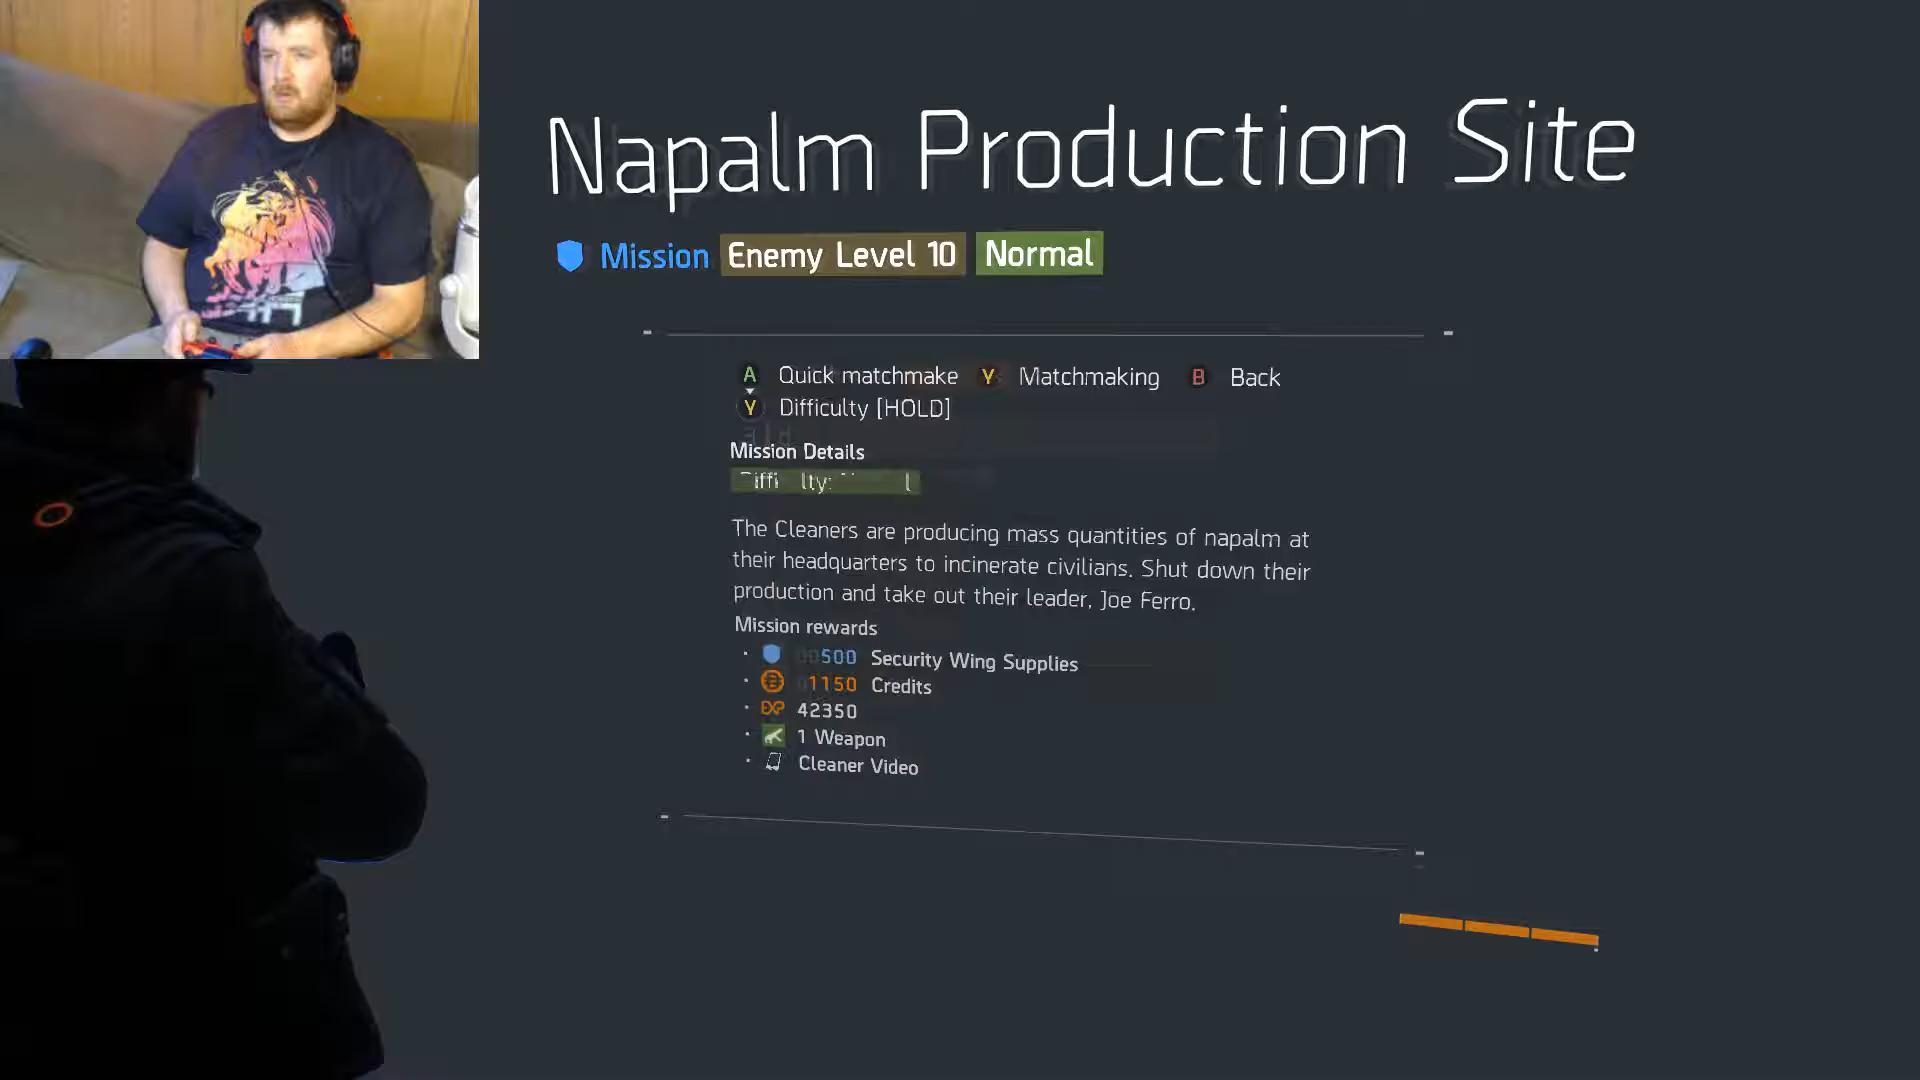 Napalm Production Site
Mission Enemy Level 10 Normal
A Quick matchmake Y Matchmaking B Back
Y Difficulty [HOLD]
Mission Details
The Cleaners are producing mass quantities of napalm at
their headquarters to incinerate civilians. Shut down their
production and take out their leader, Joe Ferro.
Mission rewards
500 Security Wing Supplies
1150 Credits
EXP 42350
1 Weapon
Cleaner Video